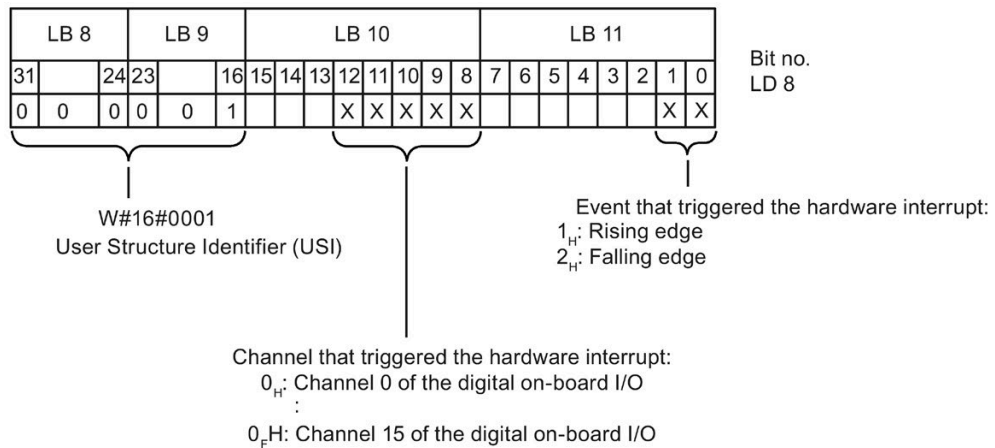 LB 8 LB 9 LB 10 LB 11
Bit no.
31 24 23 16 15 14 13 12 11 10 9 8 7 6 5 4 3 2 1 0
LD 8
0 0 0 0 0 1 X X X X X X X
W#16#0001
User Structure Identifier (USI)
Event that triggered the hardware interrupt:
1H: Rising edge
2H: Falling edge
Channel that triggered the hardware interrupt:
0H: Channel 0 of the digital on-board I/O
:
0FH: Channel 15 of the digital on-board I/O